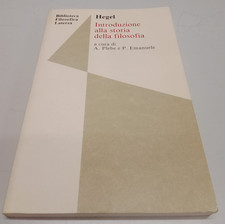 Biblioteca
Filosofica
Laterza
Hegel
Introduzione
alla storia
della filosofia
a cura di
A. Plebe e P. Emanuele